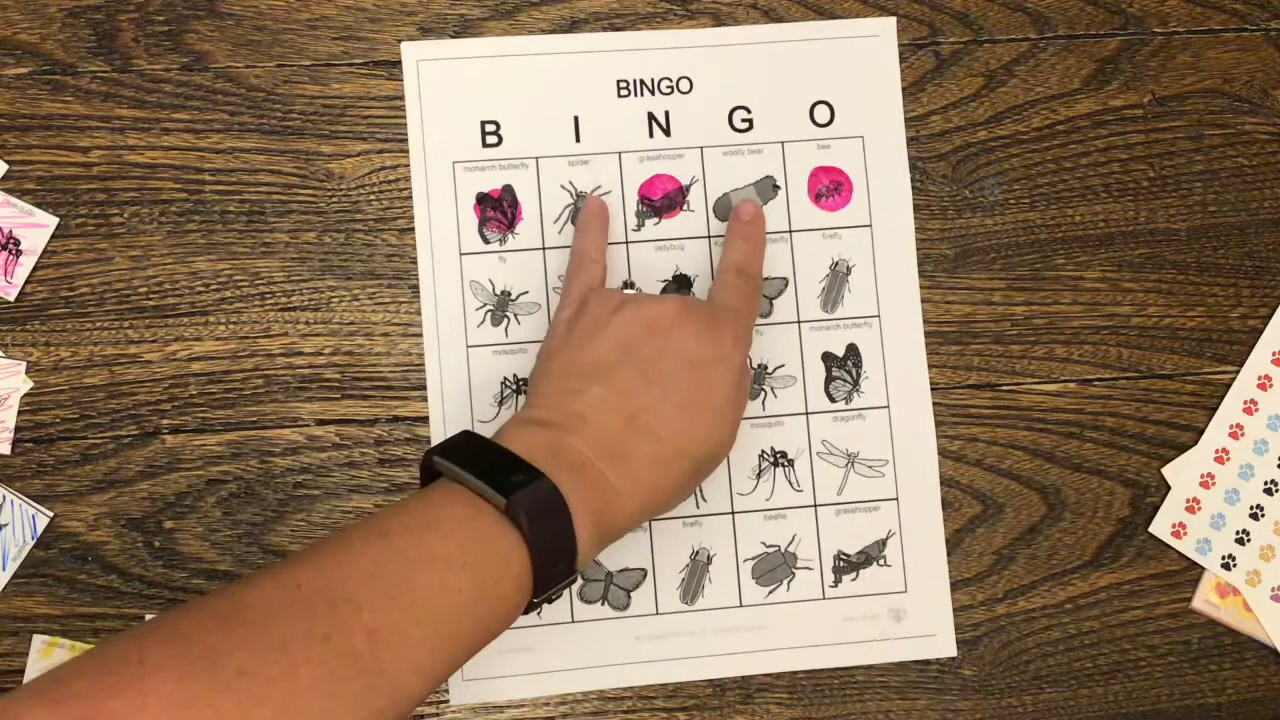 BINGO
B I N G O
monarch butterfly spider grasshopper woolly bear bee
fly ladybug firefly
mosquito fly monarch butterfly
mosquito dragonfly
firefly beetle grasshopper